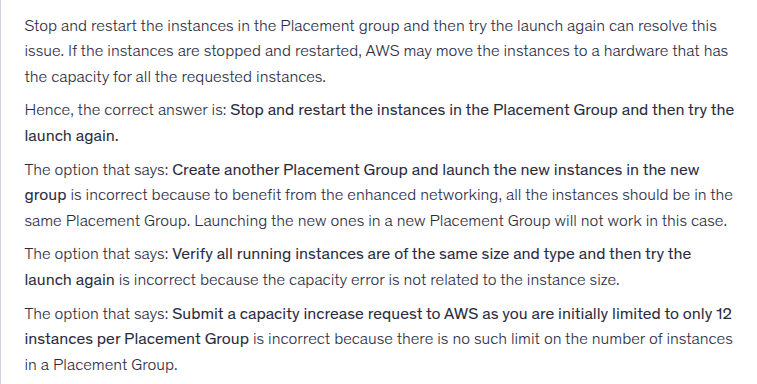 Stop and restart the instances in the Placement group and then try the launch again can resolve this
issue. If the instances are stopped and restarted, AWS may move the instances to a hardware that has
the capacity for all the requested instances.
Hence, the correct answer is: Stop and restart the instances in the Placement Group and then try the
launch again.
The option that says: Create another Placement Group and launch the new instances in the new
group is incorrect because to benefit from the enhanced networking, all the instances should be in the
same Placement Group. Launching the new ones in a new Placement Group will not work in this case.
The option that says: Verify all running instances are of the same size and type and then try the
launch again is incorrect because the capacity error is not related to the instance size.
The option that says: Submit a capacity increase request to AWS as you are initially limited to only 12
instances per Placement Group is incorrect because there is no such limit on the number of instances
in a Placement Group.